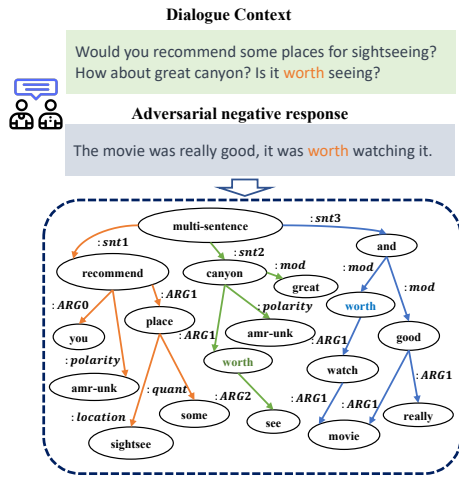 Dialogue Context
Would you recommend some places for sightseeing?
How about great canyon? Is it worth seeing?
Adversarial negative response
The movie was really good, it was worth watching it.
multi-sentence
:snt1
:snt2
:snt3
and
recommend
canyon
:mod
great
:mod
:mod
:ARG0
:ARG1
:polarity
worth
you
place
:ARG1
amr-unk
good
:polarity
worth
:ARG1
watch
:ARG1
amr-unk
:quant
:ARG2
:ARG1
:location
some
see
really
sightsee
movie